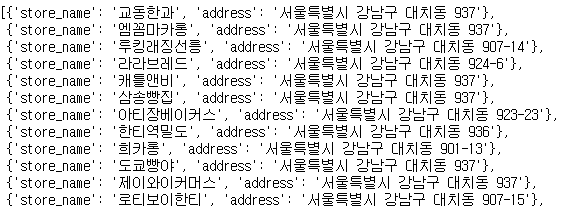 [{'store_name': '교동한과', 'address': '서울특별시 강남구 대치동 937'},
{'store_name': '엠꼼마카롱', 'address': '서울특별시 강남구 대치동 937'},
{'store_name': '투킹래짐선릉', 'address': '서울특별시 강남구 대치동 907-14'},
{'store_name': '라라브레드', 'address': '서울특별시 강남구 대치동 924-6'},
{'store_name': '캐틀앤비', 'address': '서울특별시 강남구 대치동 937'},
{'store_name': '삼송빵집', 'address': '서울특별시 강남구 대치동 937'},
{'store_name': '아티장베이커스', 'address': '서울특별시 강남구 대치동 923-23'},
{'store_name': '한티역밀도', 'address': '서울특별시 강남구 대치동 936'},
{'store_name': '희카롱', 'address': '서울특별시 강남구 대치동 901-13'},
{'store_name': '도쿄빵야', 'address': '서울특별시 강남구 대치동 937'},
{'store_name': '제이와이커머스', 'address': '서울특별시 강남구 대치동 937'},
{'store_name': '로티보이한티', 'address': '서울특별시 강남구 대치동 907-15'},